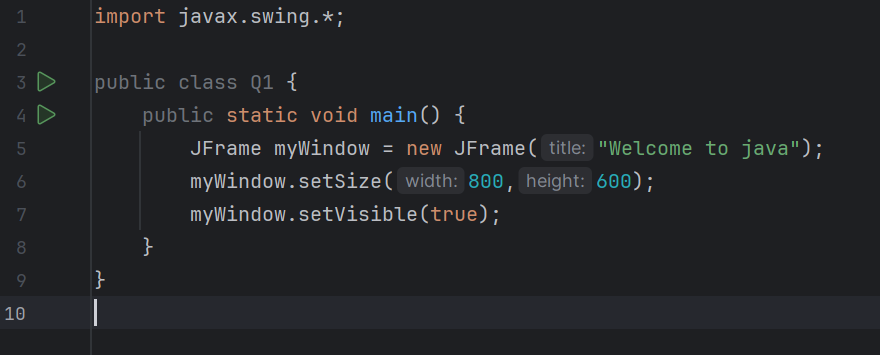 1 import javax.swing.*;
2
3 public class Q1 {
4 public static void main() {
5 JFrame myWindow = new JFrame( title: "Welcome to java");
6 myWindow.setSize( width: 800, height: 600);
7 myWindow.setVisible(true);
8 }
9 }
10